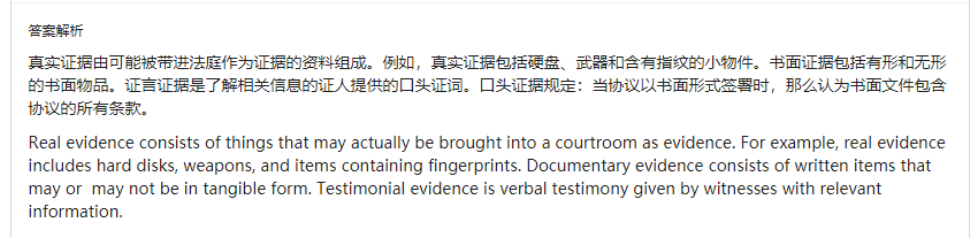 答案解析
真实证据由可能被带进法庭作为证据的资料组成。例如，真实证据包括硬盘、武器和含有指纹的小物件。书面证据包括有形和无形
的书面物品。证言证据是了解相关信息的证人提供的口头证词。口头证据规定：当协议以书面形式签署时，那么认为书面文件包含
协议的所有条款。
Real evidence consists of things that may actually be brought into a courtroom as evidence. For example, real evidence
includes hard disks, weapons, and items containing fingerprints. Documentary evidence consists of written items that
may or  may not be in tangible form. Testimonial evidence is verbal testimony given by witnesses with relevant
information.